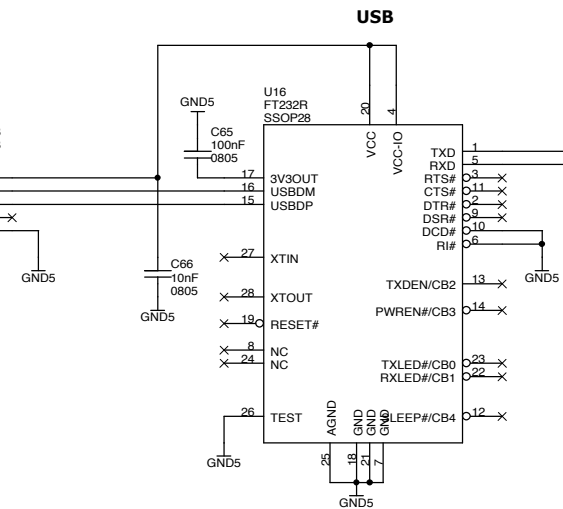 USB
U16
FT232R
SSOP28
GND5
C65
100nF
0805
20
4
VCC
VCC-IO
17 3V3OUT
16 USBDM
15 USBDP
27 XTIN
28 XTOUT
19 RESET#
8 NC
24 NC
26 TEST
TXD 1
RXD 5
RTS# 3
CTS# 11
DTR# 2
DSR# 9
DCD# 10
RI# 6
TXDEN/CB2 13
PWREN#/CB3 14
TXLED#/CB0 23
RXLED#/CB1 22
SLEEP#/CB4 12
AGND
GND
GND
GND
25
18
21
7
C66
10nF
0805
GND5
GND5
GND5
GND5
GND5